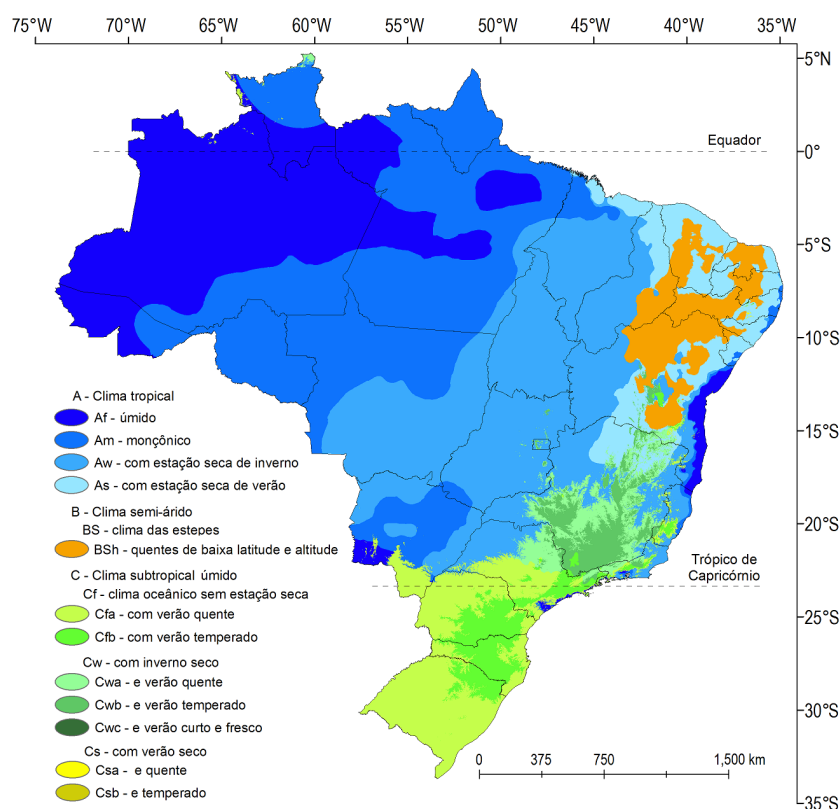 75°W 70°W 65°W 60°W 55°W 50°W 45°W 40°W 35°W
5°N
Equador
0°
5°S
10°S
15°S
20°S
Trópico de
Capricórnio
25°S
30°S
35°S
A - Clima tropical
Af - úmido
Am - monçônico
Aw - com estação seca de inverno
As - com estação seca de verão
B - Clima semi-árido
BS - clima das estepes
BSh - quentes de baixa latitude e altitude
C - Clima subtropical úmido
Cf - clima oceânico sem estação seca
Cfa - com verão quente
Cfb - com verão temperado
Cw - com inverno seco
Cwa - e verão quente
Cwb - e verão temperado
Cwc - e verão curto e fresco
Cs - com verão seco
Csa - e quente
Csb - e temperado
0 375 750 1,500 km